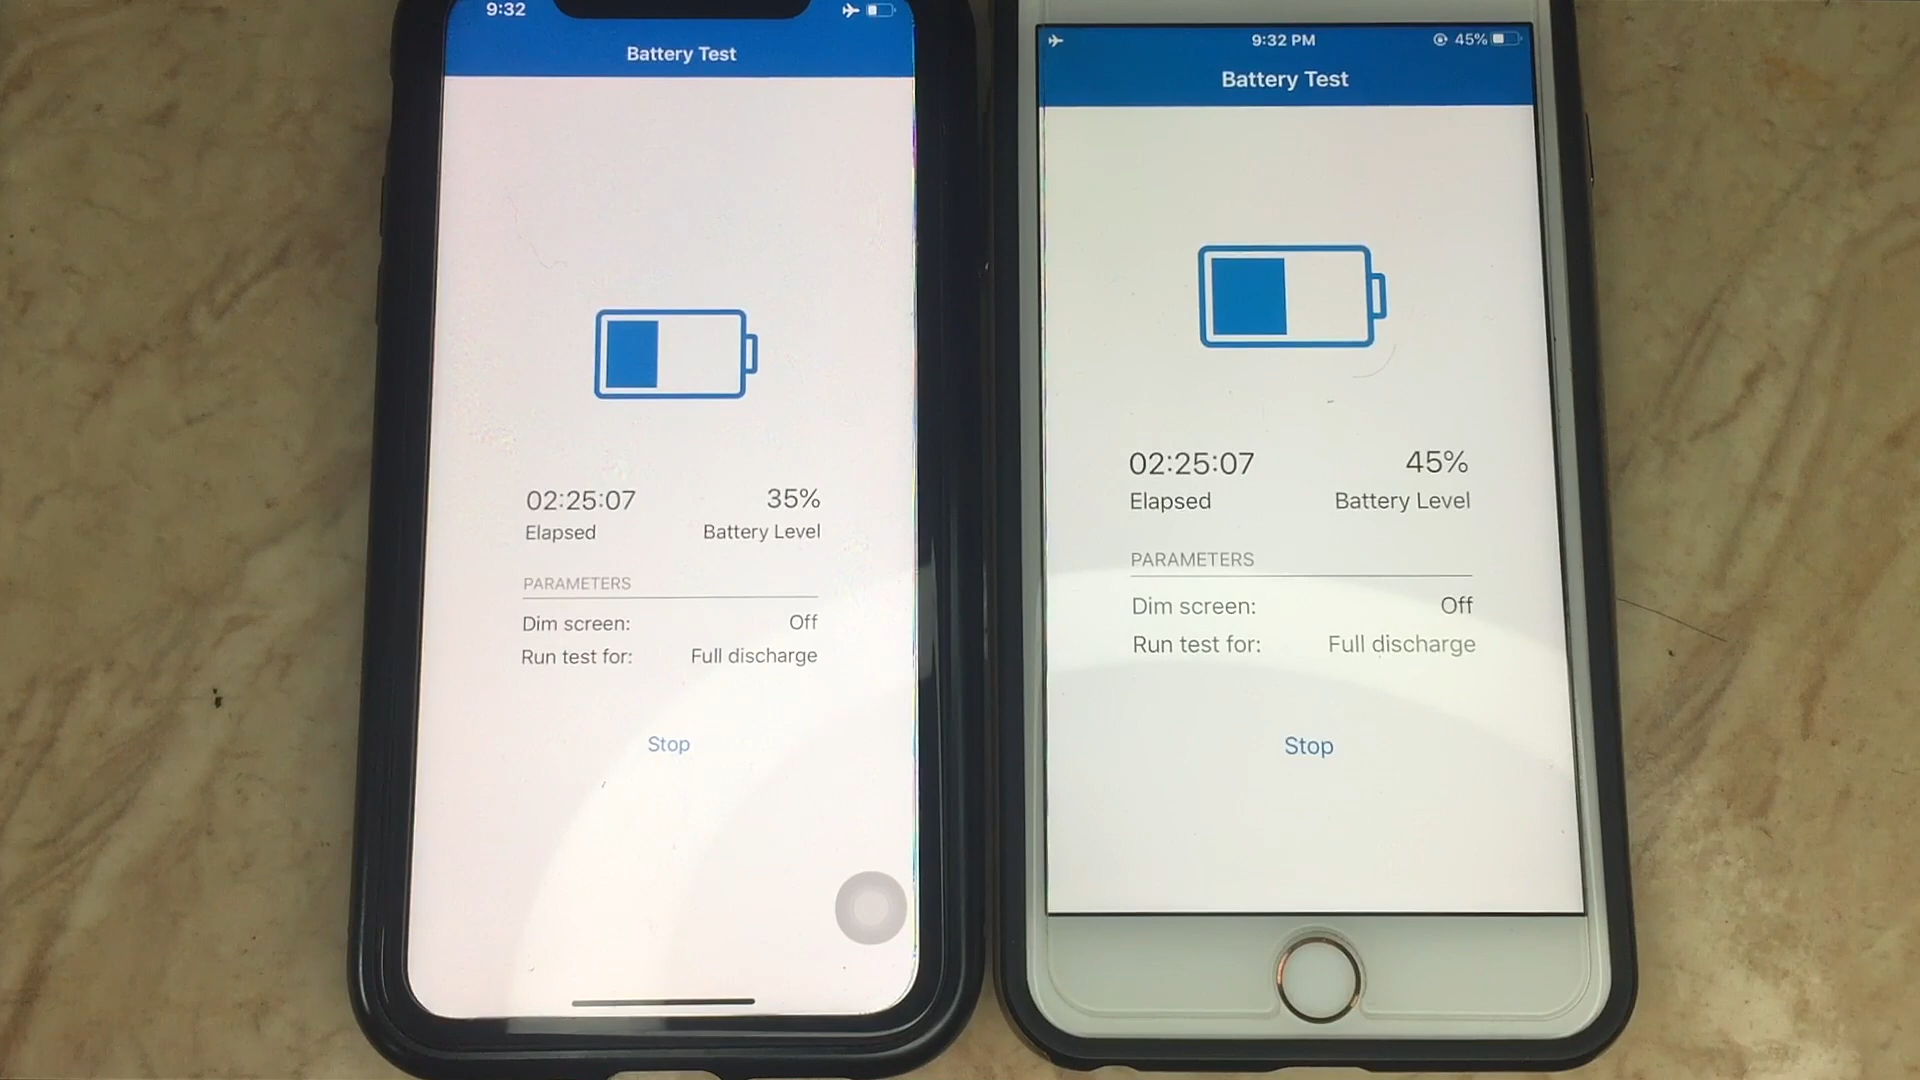 9:32
Battery Test
02:25:07 35%
Elapsed Battery Level
PARAMETERS
Dim screen: Off
Run test for: Full discharge
Stop
9:32 PM 45%
Battery Test
02:25:07 45%
Elapsed Battery Level
PARAMETERS
Dim screen: Off
Run test for: Full discharge
Stop